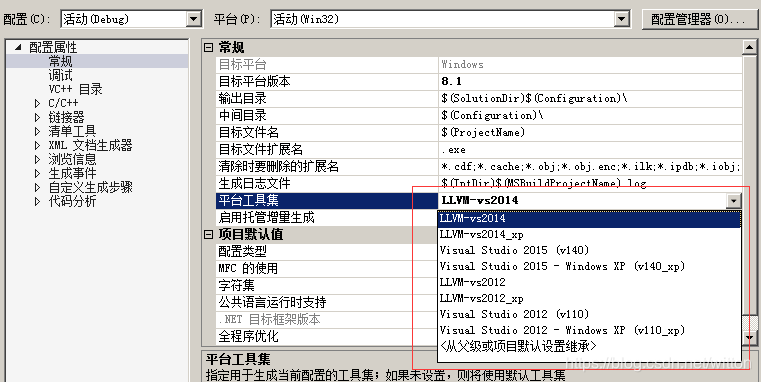 配置(C): 活动(Debug) 平台(P): 活动(Win32) 配置管理器(O)...
配置属性
常规
调试
VC++ 目录
C/C++
链接器
清单工具
XML 文档生成器
浏览信息
生成事件
自定义生成步骤
代码分析
常规
目标平台 Windows
目标平台版本 8.1
输出目录 $(SolutionDir)$(Configuration)\
中间目录 $(Configuration)\
目标文件名 $(ProjectName)
目标文件扩展名 .exe
清除时要删除的扩展名 *.cdf;*.cache;*.obj;*.obj.enc;*.ilk;*.ipdb;*.iobj;
生成日志文件 $(IntDir)$(MSBuildProjectName).log
平台工具集 LLVM-vs2014
启用托管增量生成
项目默认值
配置类型
MFC 的使用
字符集
公共语言运行时支持
.NET 目标框架版本
全程序优化
LLVM-vs2014
LLVM-vs2014_xp
Visual Studio 2015 (v140)
Visual Studio 2015 - Windows XP (v140_xp)
LLVM-vs2012
LLVM-vs2012_xp
Visual Studio 2012 (v110)
Visual Studio 2012 - Windows XP (v110_xp)
<从父级或项目默认设置继承>
平台工具集
指定用于生成当前配置的工具集；如果未设置，则将使用默认工具集
https://blog.csdn.net/witton